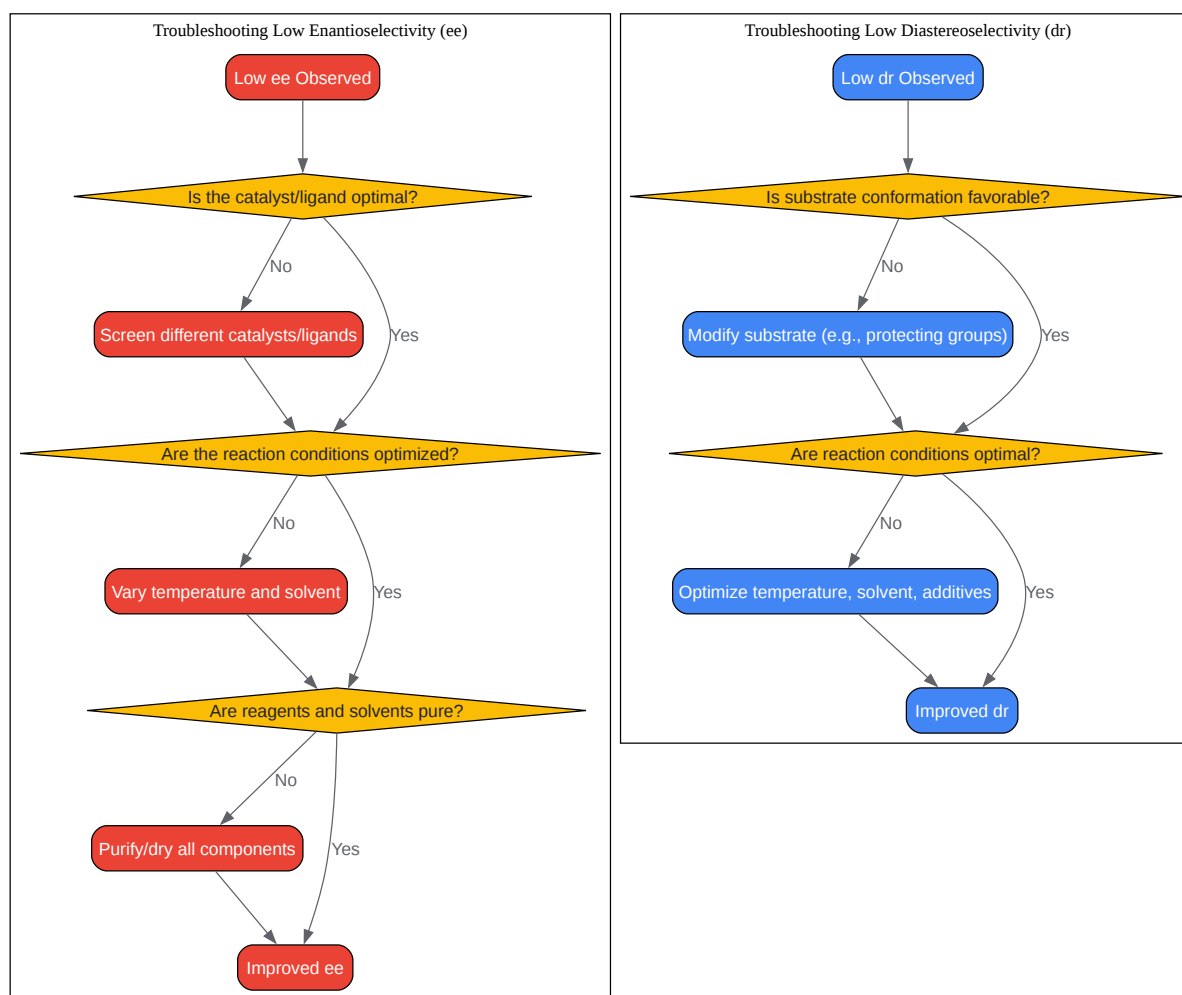 Troubleshooting Low Enantioselectivity (ee)
Low ee Observed
Is the catalyst/ligand optimal?
No
Screen different catalysts/ligands
Yes
Are the reaction conditions optimized?
No
Vary temperature and solvent
Yes
Are reagents and solvents pure?
No
Purify/dry all components
Yes
Improved ee
Troubleshooting Low Diastereoselectivity (dr)
Low dr Observed
Is substrate conformation favorable?
No
Modify substrate (e.g., protecting groups)
Yes
Are reaction conditions optimal?
No
Optimize temperature, solvent, additives
Yes
Improved dr